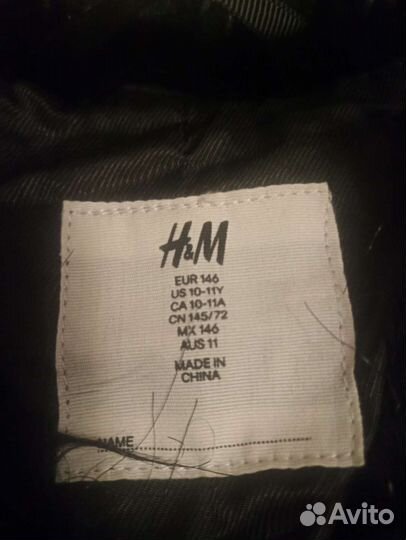 H&M
EUR 146
US 10-11Y
CA 10-11A
CN 145/72
MX 146
AUS 11
MADE IN
CHINA
NAME
Avito